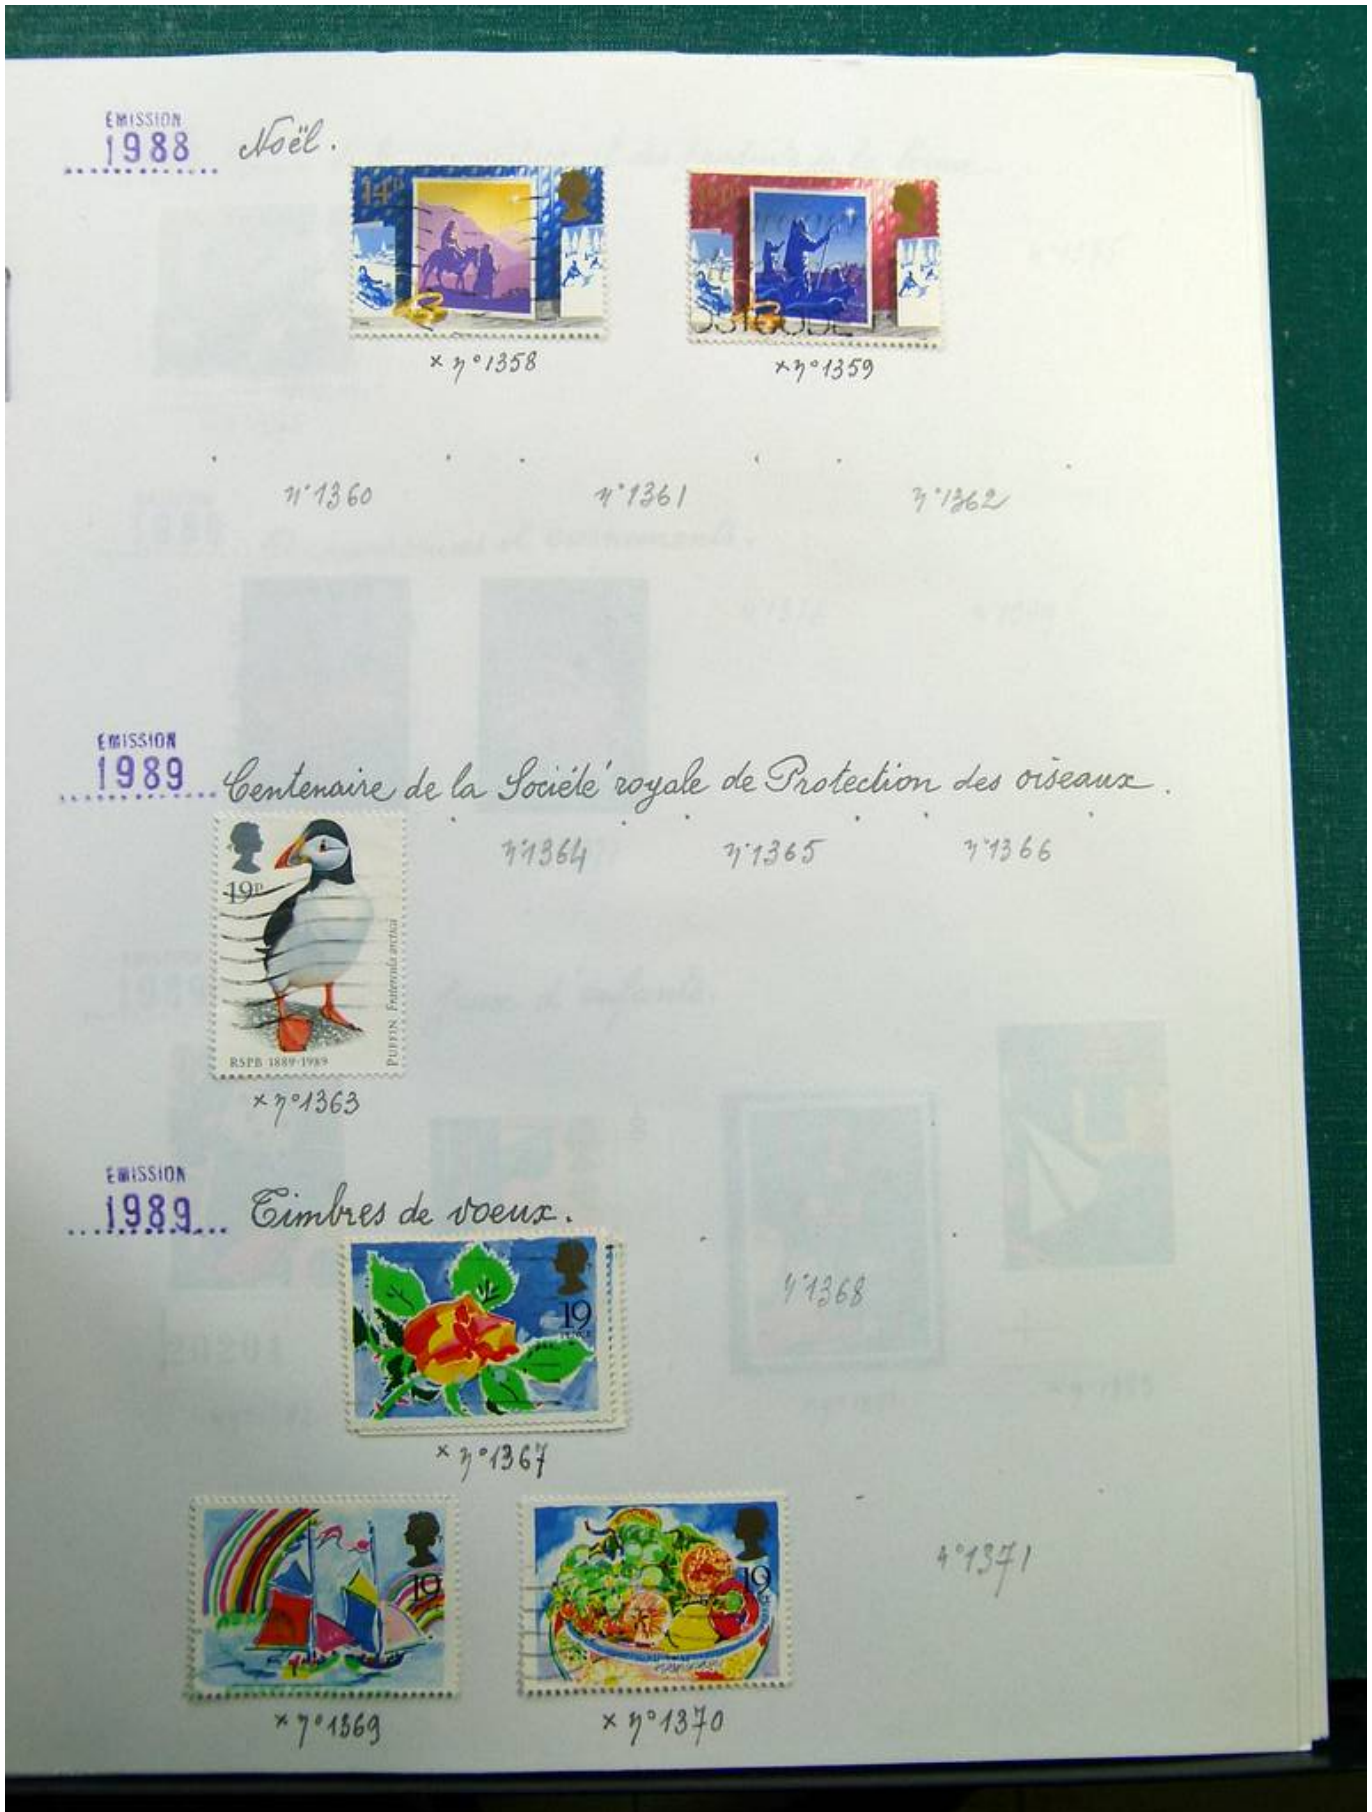 EMISSION
1988 Noël.
14P
POSTCODE
x n° 1358 x n° 1359
n° 1360 n° 1361 n° 1362
EMISSION
1989 Centenaire de la Société royale de Protection des oiseaux.
n° 1364 n° 1365 n° 1366
19P
PUFFIN Fratercula arctica
RSPB 1889-1989
x n° 1363
EMISSION
1989 Timbres de voeux.
19
n° 1368
x n° 1367
19 19
n° 1371
x n° 1369 x n° 1370